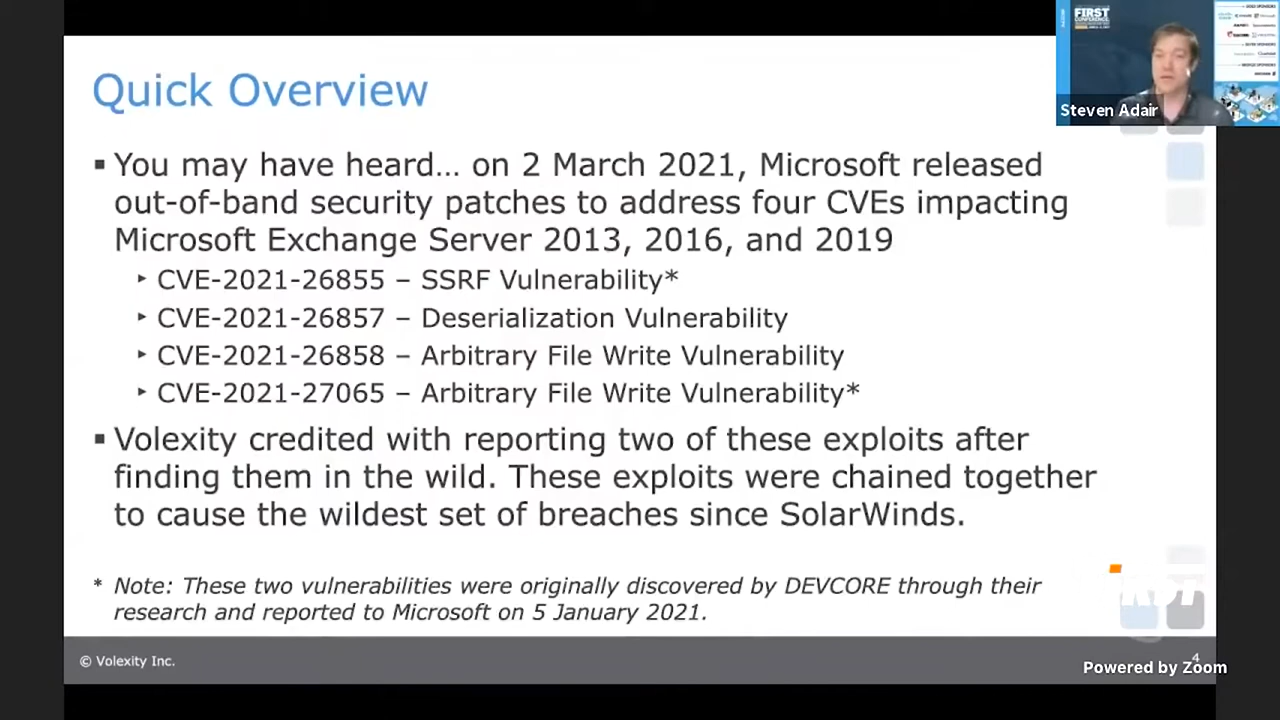 FIRST
CONFERENCE
Steven Adair
Quick Overview
▪ You may have heard… on 2 March 2021, Microsoft released
out-of-band security patches to address four CVEs impacting
Microsoft Exchange Server 2013, 2016, and 2019
‣ CVE-2021-26855 – SSRF Vulnerability*
‣ CVE-2021-26857 – Deserialization Vulnerability
‣ CVE-2021-26858 – Arbitrary File Write Vulnerability
‣ CVE-2021-27065 – Arbitrary File Write Vulnerability*
▪ Volexity credited with reporting two of these exploits after
finding them in the wild. These exploits were chained together
to cause the wildest set of breaches since SolarWinds.
* Note: These two vulnerabilities were originally discovered by DEVCORE through their
research and reported to Microsoft on 5 January 2021.
© Volexity Inc.
4
Powered by Zoom